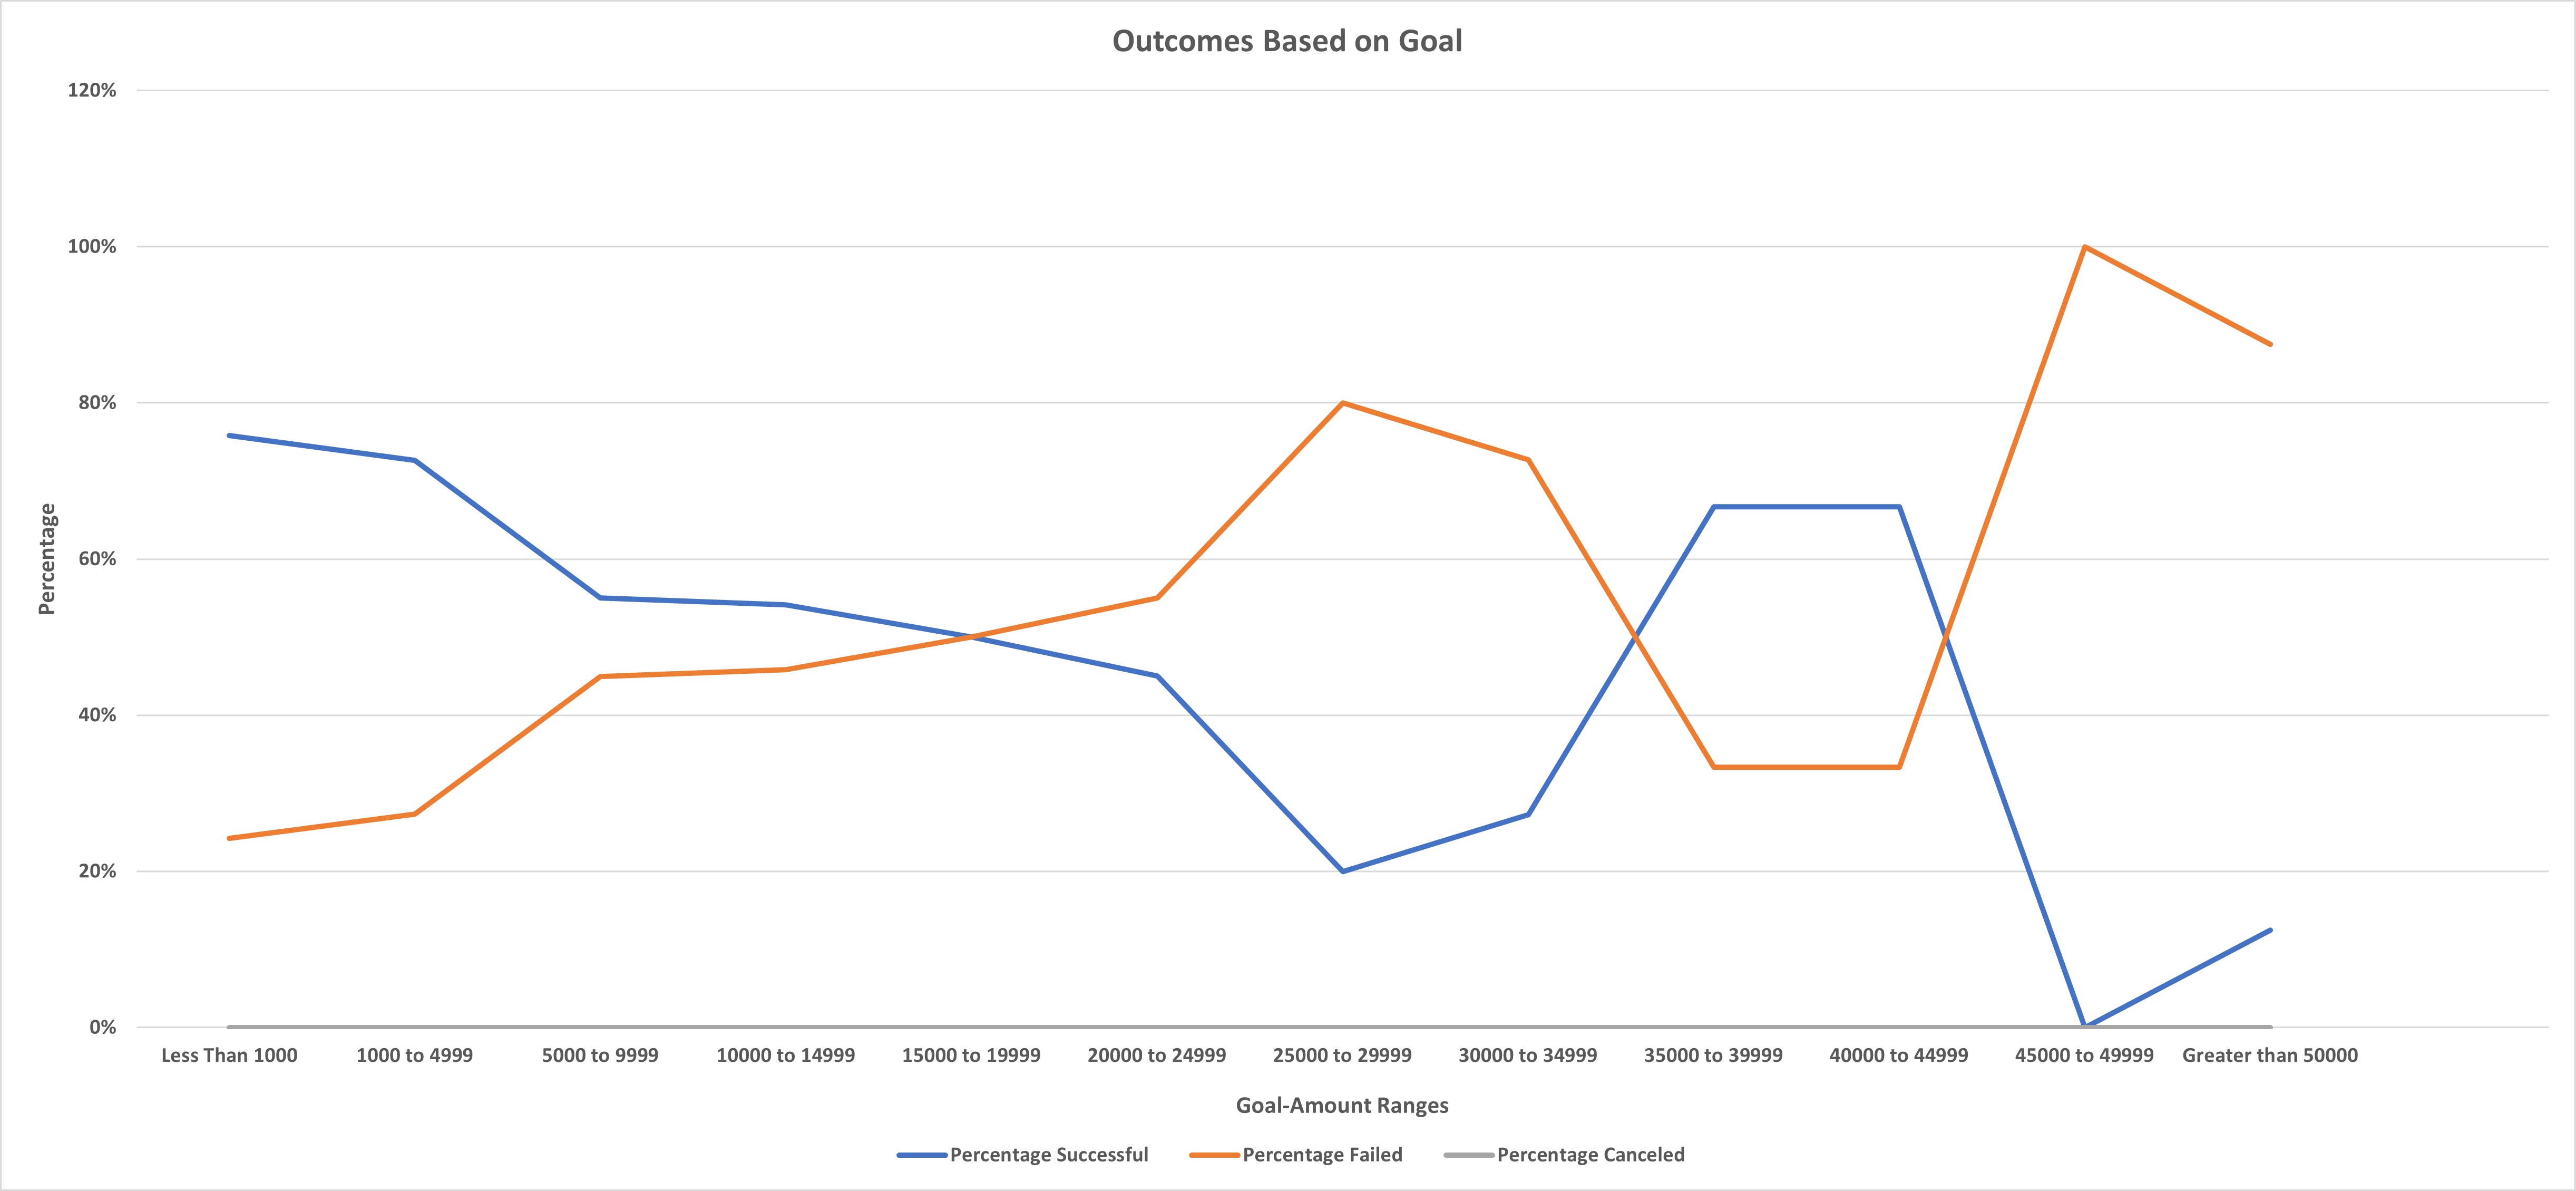 Outcomes Based on Goal
120%
100%
80%
60%
40%
20%
0%
Percentage
Less Than 1000 1000 to 4999 5000 to 9999 10000 to 14999 15000 to 19999 20000 to 24999 25000 to 29999 30000 to 34999 35000 to 39999 40000 to 44999 45000 to 49999 Greater than 50000
Goal-Amount Ranges
Percentage Successful Percentage Failed Percentage Canceled